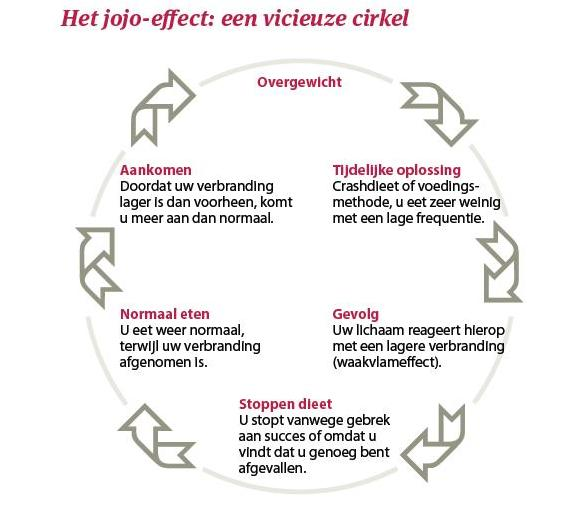 Het jojo-effect: een vicieuze cirkel
Overgewicht
Tijdelijke oplossing
Crashdieet of voedings-
methode, u eet zeer weinig
met een lage frequentie.
Gevolg
Uw lichaam reageert hierop
met een lagere verbranding
(waakvlameffect).
Stoppen dieet
U stopt vanwege gebrek
aan succes of omdat u
vindt dat u genoeg bent
afgevallen.
Normaal eten
U eet weer normaal,
terwijl uw verbranding
afgenomen is.
Aankomen
Doordat uw verbranding
lager is dan voorheen, komt
u meer aan dan normaal.